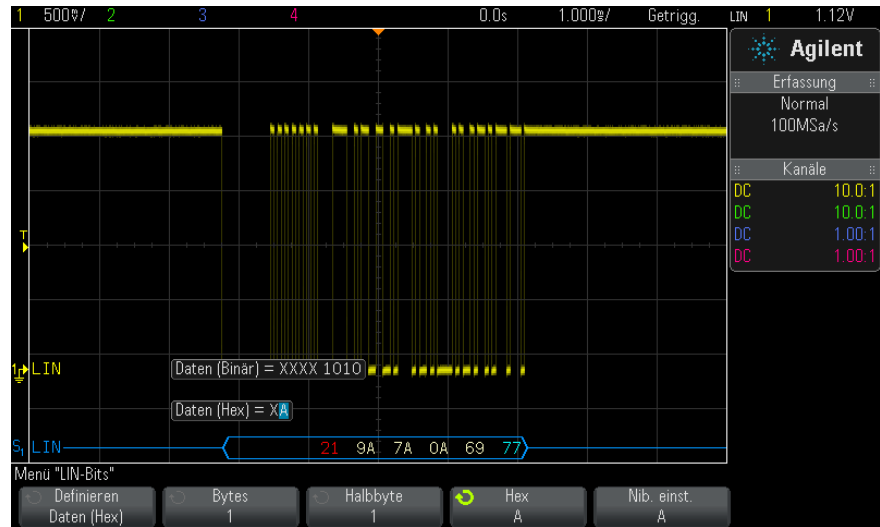 1 500⅟/ 2 3 4 0.0s 1.000⅟/ Getrigg. LIN 1 1.12V
Agilent
Erfassung
Normal
100MSa/s
Kanäle
DC 10.0:1
DC 10.0:1
DC 1.00:1
DC 1.00:1
T
1 LIN
Daten (Binär) = XXXX 1010
Daten (Hex) = XA
S1 LIN 21 9A 7A 0A 69 77
Menü "LIN-Bits"
Definieren Bytes Halbbyte Hex Nib. einst.
Daten (Hex) 1 1 A A